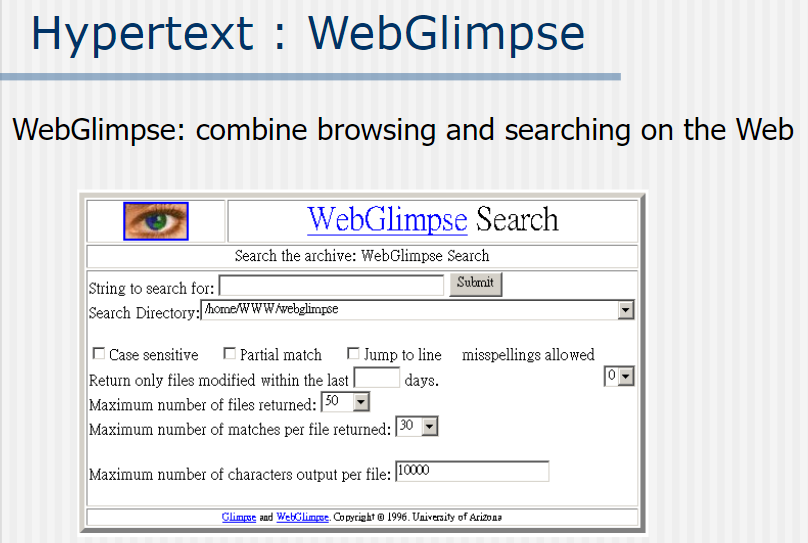 Hypertext : WebGlimpse
WebGlimpse: combine browsing and searching on the Web
WebGlimpse Search
Search the archive: WebGlimpse Search
String to search for: Submit
Search Directory: /home/WWW/webglimpse
Case sensitive Partial match Jump to line misspellings allowed
Return only files modified within the last days. 0
Maximum number of files returned: 50
Maximum number of matches per file returned: 30
Maximum number of characters output per file: 10000
Glimpse and WebGlimpse. Copyright © 1996. University of Arizona